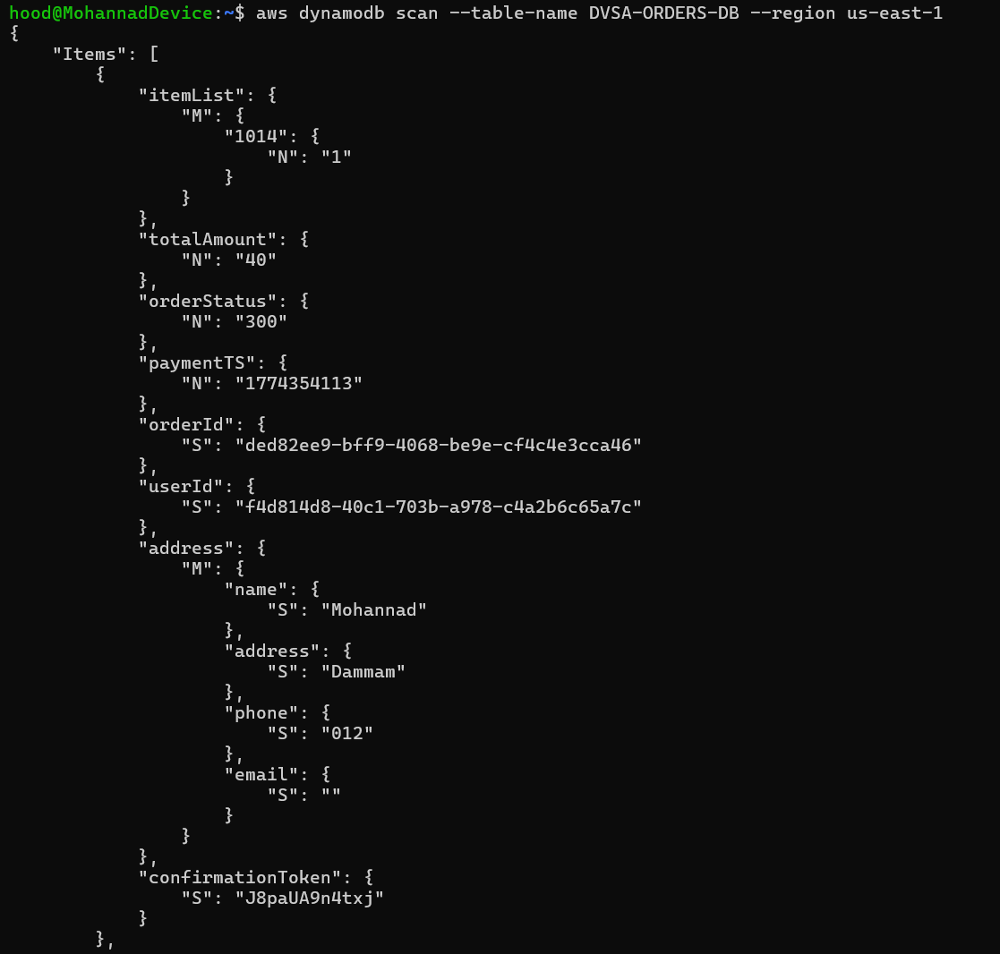 hood@MohannadDevice:~$ aws dynamodb scan --table-name DVSA-ORDERS-DB --region us-east-1
{
    "Items": [
        {
            "itemList": {
                "M": {
                    "1014": {
                        "N": "1"
                    }
                }
            },
            "totalAmount": {
                "N": "40"
            },
            "orderStatus": {
                "N": "300"
            },
            "paymentTS": {
                "N": "1774354113"
            },
            "orderId": {
                "S": "ded82ee9-bff9-4068-be9e-cf4c4e3cca46"
            },
            "userId": {
                "S": "f4d814d8-40c1-703b-a978-c4a2b6c65a7c"
            },
            "address": {
                "M": {
                    "name": {
                        "S": "Mohannad"
                    },
                    "address": {
                        "S": "Dammam"
                    },
                    "phone": {
                        "S": "012"
                    },
                    "email": {
                        "S": ""
                    }
                }
            },
            "confirmationToken": {
                "S": "J8paUA9n4txj"
            }
        },